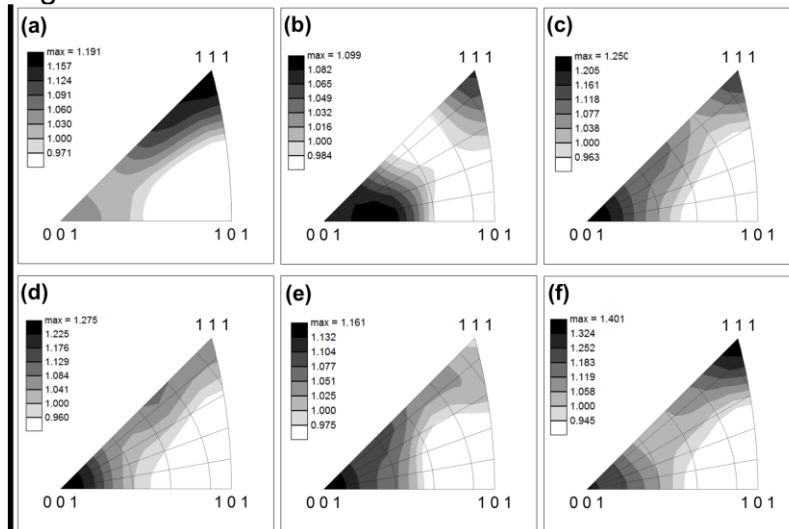 (a)
max = 1.191
1.157
1.124
1.091
1.060
1.030
1.000
0.971
1 1 1
0 0 1
1 0 1
(b)
max = 1.099
1.082
1.065
1.049
1.032
1.016
1.000
0.984
1 1 1
0 0 1
1 0 1
(c)
max = 1.250
1.205
1.161
1.118
1.077
1.038
1.000
0.963
1 1 1
0 0 1
1 0 1
(d)
max = 1.275
1.225
1.176
1.129
1.084
1.041
1.000
0.960
1 1 1
0 0 1
1 0 1
(e)
max = 1.161
1.132
1.104
1.077
1.051
1.025
1.000
0.975
1 1 1
0 0 1
1 0 1
(f)
max = 1.401
1.324
1.252
1.183
1.119
1.058
1.000
0.945
1 1 1
0 0 1
1 0 1